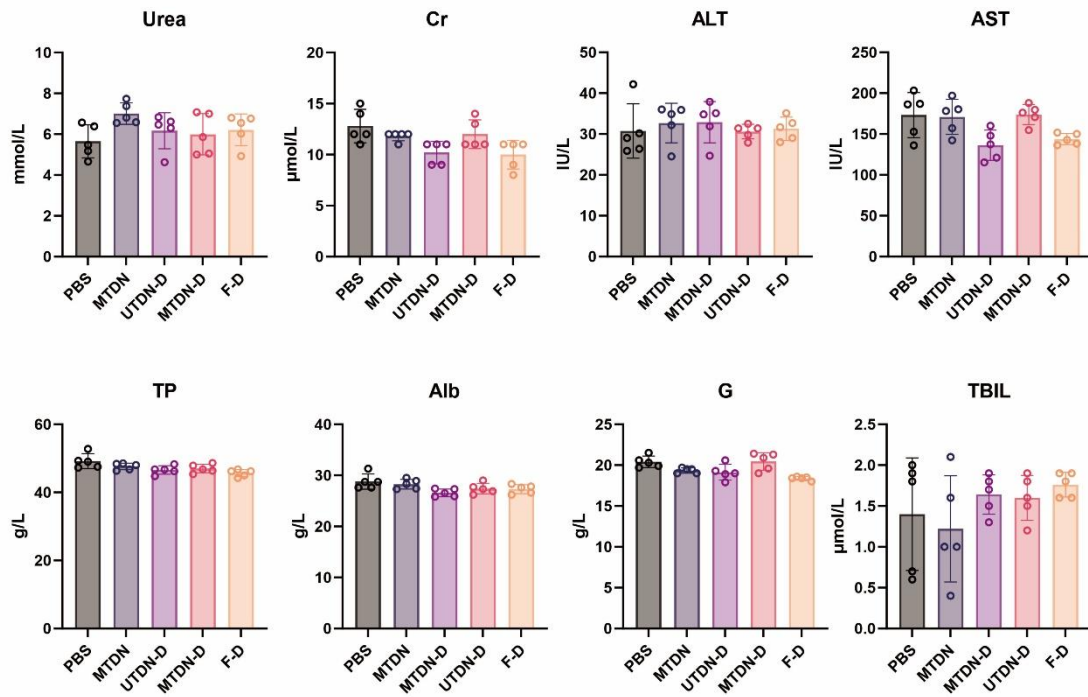 Urea
mmol/L
10
8
6
4
2
0
PBS
MTDN
UTDN-D
MTDN-D
F-D
Cr
μmol/L
20
15
10
5
0
PBS
MTDN
UTDN-D
MTDN-D
F-D
ALT
IU/L
50
40
30
20
10
0
PBS
MTDN
MTDN-D
UTDN-D
F-D
AST
IU/L
250
200
150
100
50
0
PBS
MTDN
UTDN-D
MTDN-D
F-D
TP
g/L
60
40
20
0
PBS
MTDN
UTDN-D
MTDN-D
F-D
Alb
g/L
40
30
20
10
0
PBS
MTDN
MTDN-D
UTDN-D
F-D
G
g/L
25
20
15
10
5
0
PBS
MTDN
UTDN-D
MTDN-D
F-D
TBIL
μmol/L
2.5
2.0
1.5
1.0
0.5
0.0
PBS
MTDN
MTDN-D
UTDN-D
F-D